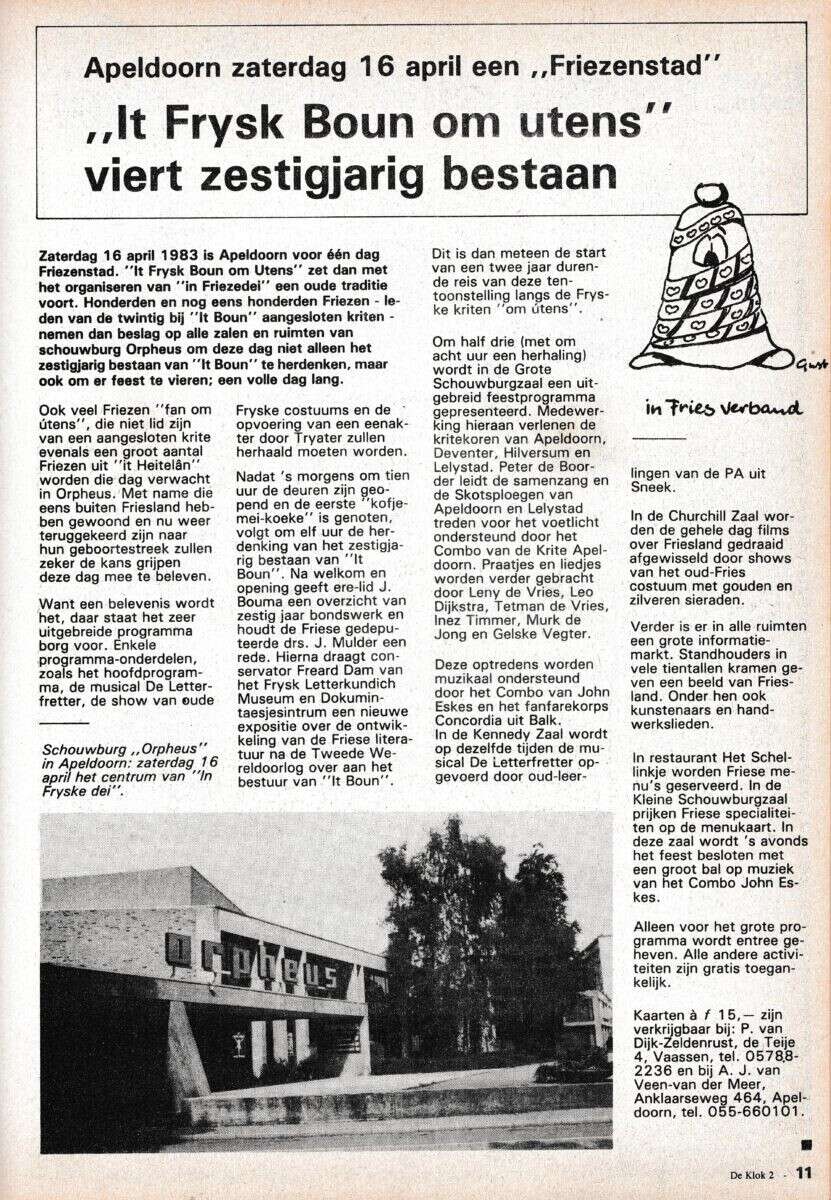 Apeldoorn zaterdag 16 april een ,,Friezenstad''
,,It Frysk Boun om utens''
viert zestigjarig bestaan
Zaterdag 16 april 1983 is Apeldoorn voor één dag
Friezenstad. ''It Frysk Boun om Utens'' zet dan met
het organiseren van ''in Friezedei'' een oude traditie
voort. Honderden en nog eens honderden Friezen - le-
den van de twintig bij ''It Boun'' aangesloten kriten -
nemen dan beslag op alle zalen en ruimten van
schouwburg Orpheus om deze dag niet alleen het
zestigjarig bestaan van ''It Boun'' te herdenken, maar
ook om er feest te vieren; een volle dag lang.
Ook veel Friezen ''fan om
útens'', die niet lid zijn
van een aangesloten krite
evenals een groot aantal
Friezen uit ''it Heitelân''
worden die dag verwacht
in Orpheus. Met name die
eens buiten Friesland heb-
ben gewoond en nu weer
teruggekeerd zijn naar
hun geboortestreek zullen
zeker de kans grijpen
deze dag mee te beleven.
Want een belevenis wordt
het, daar staat het zeer
uitgebreide programma
borg voor. Enkele
programma-onderdelen,
zoals het hoofdprogram-
ma, de musical De Letter-
fretter, de show van oude
Schouwburg ,,Orpheus''
in Apeldoorn: zaterdag 16
april het centrum van ''In
Fryske dei''.
Fryske costuums en de
opvoering van een eenak-
ter door Tryater zullen
herhaald moeten worden.
Nadat 's morgens om tien
uur de deuren zijn geo-
pend en de eerste ''kofje-
mei-koeke'' is genoten,
volgt om elf uur de her-
denking van het zestigja-
rig bestaan van ''It
Boun''. Na welkom en
opening geeft ere-lid J.
Bouma een overzicht van
zestig jaar bondswerk en
houdt de Friese gedepu-
teerde drs. J. Mulder een
rede. Hierna draagt con-
servator Freard Dam van
het Frysk Letterkundich
Museum en Dokumin-
taesjesintrum een nieuwe
expositie over de ontwik-
keling van de Friese litera-
tuur na de Tweede We-
reldoorlog over aan het
bestuur van ''It Boun''.
Dit is dan meteen de start
van een twee jaar duren-
de reis van deze ten-
toonstelling langs de Frys-
ke kriten ''om útens''.
Om half drie (met om
acht uur een herhaling)
wordt in de Grote
Schouwburgzaal een uit-
gebreid feestprogramma
gepresenteerd. Medewer-
king hieraan verlenen de
kritekoren van Apeldoorn,
Deventer, Hilversum en
Lelystad. Peter de Boor-
der leidt de samenzang en
de Skotsploegen van
Apeldoorn en Lelystad
treden voor het voetlicht
ondersteund door het
Combo van de Krite Apel-
doorn. Praatjes en liedjes
worden verder gebracht
door Leny de Vries, Leo
Dijkstra, Tetman de Vries,
Inez Timmer, Murk de
Jong en Gelske Vegter.
Deze optredens worden
muzikaal ondersteund
door het Combo van John
Eskes en het fanfarekorps
Concordia uit Balk.
In de Kennedy Zaal wordt
op dezelfde tijden de mu-
sical De Letterfretter op-
gevoerd door oud-leer-
Gust
in Fries verband
lingen van de PA uit
Sneek.
In de Churchill Zaal wor-
den de gehele dag films
over Friesland gedraaid
afgewisseld door shows
van het oud-Fries
costuum met gouden en
zilveren sieraden.
Verder is er in alle ruimten
een grote informatie-
markt. Standhouders in
vele tientallen kramen ge-
ven een beeld van Fries-
land. Onder hen ook
kunstenaars en hand-
werkslieden.
In restaurant Het Schel-
linkje worden Friese me-
nu's geserveerd. In de
Kleine Schouwburgzaal
prijken Friese specialitei-
ten op de menukaart. In
deze zaal wordt 's avonds
het feest besloten met
een groot bal op muziek
van het Combo John Es-
kes.
Alleen voor het grote pro-
gramma wordt entree ge-
heven. Alle andere activi-
teiten zijn gratis toegan-
kelijk.
Kaarten à f 15,— zijn
verkrijgbaar bij: P. van
Dijk-Zeldenrust, de Teije
4, Vaassen, tel. 05788-
2236 en bij A. J. van
Veen-van der Meer,
Anklaarseweg 464, Apel-
doorn, tel. 055-660101.
orpheus
De Klok 2 - 11